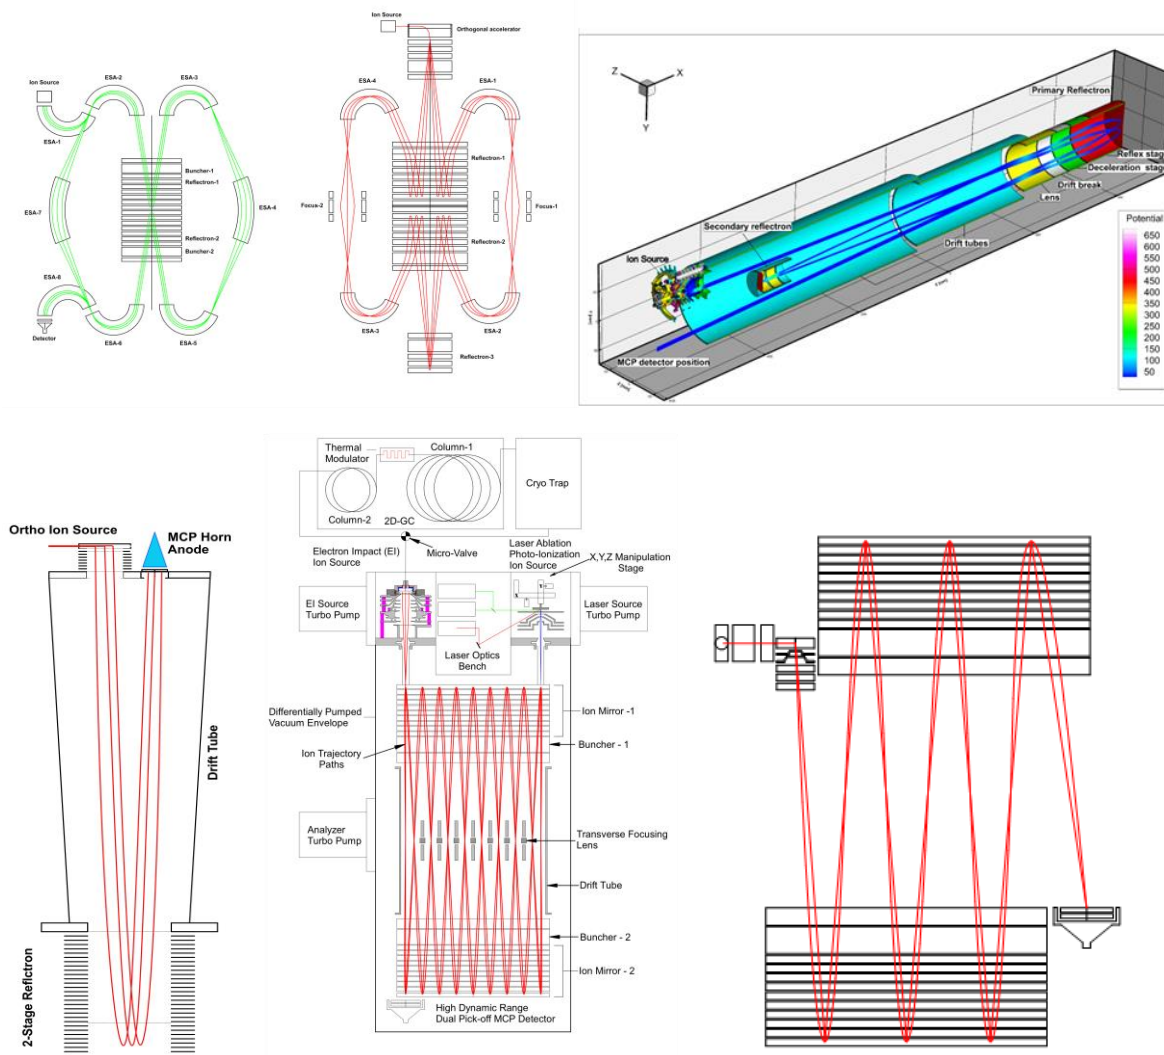 Ion Source
ESA-2
ESA-3
ESA-1
Buncher-1
Reflectron-1
ESA-7
ESA-4
Reflectron-2
Buncher-2
ESA-8
Detector
ESA-6
ESA-5
Ion Source
Orthogonal accelerator
ESA-4
ESA-1
Reflectron-1
Focus-2
Focus-1
Reflectron-2
ESA-3
ESA-2
Reflectron-3
Z
X
Y
Primary Reflectron
Reflex stage
Deceleration stage
Drift break
Lens
Secondary reflectron
Drift tubes
Ion Source
MCP detector position
Potential
650
600
550
500
450
400
350
300
250
200
150
100
50
Ortho Ion Source
MCP Horn
Anode
Drift Tube
2-Stage Reflctron
Thermal
Modulator
Column-1
Cryo Trap
Column-2
2D-GC
Micro-Valve
Electron Impact (EI)
Ion Source
Laser Ablation
Photo-Ionization
Ion Source
X,Y,Z Manipulation
Stage
EI Source
Turbo Pump
Laser Source
Turbo Pump
Laser Optics
Bench
Differentially Pumped
Vacuum Envelope
Ion Mirror -1
Buncher - 1
Ion Trajectory
Paths
Analyzer
Turbo Pump
Transverse Focusing
Lens
Drift Tube
Buncher - 2
Ion Mirror - 2
High Dynamic Range
Dual Pick-off MCP Detector